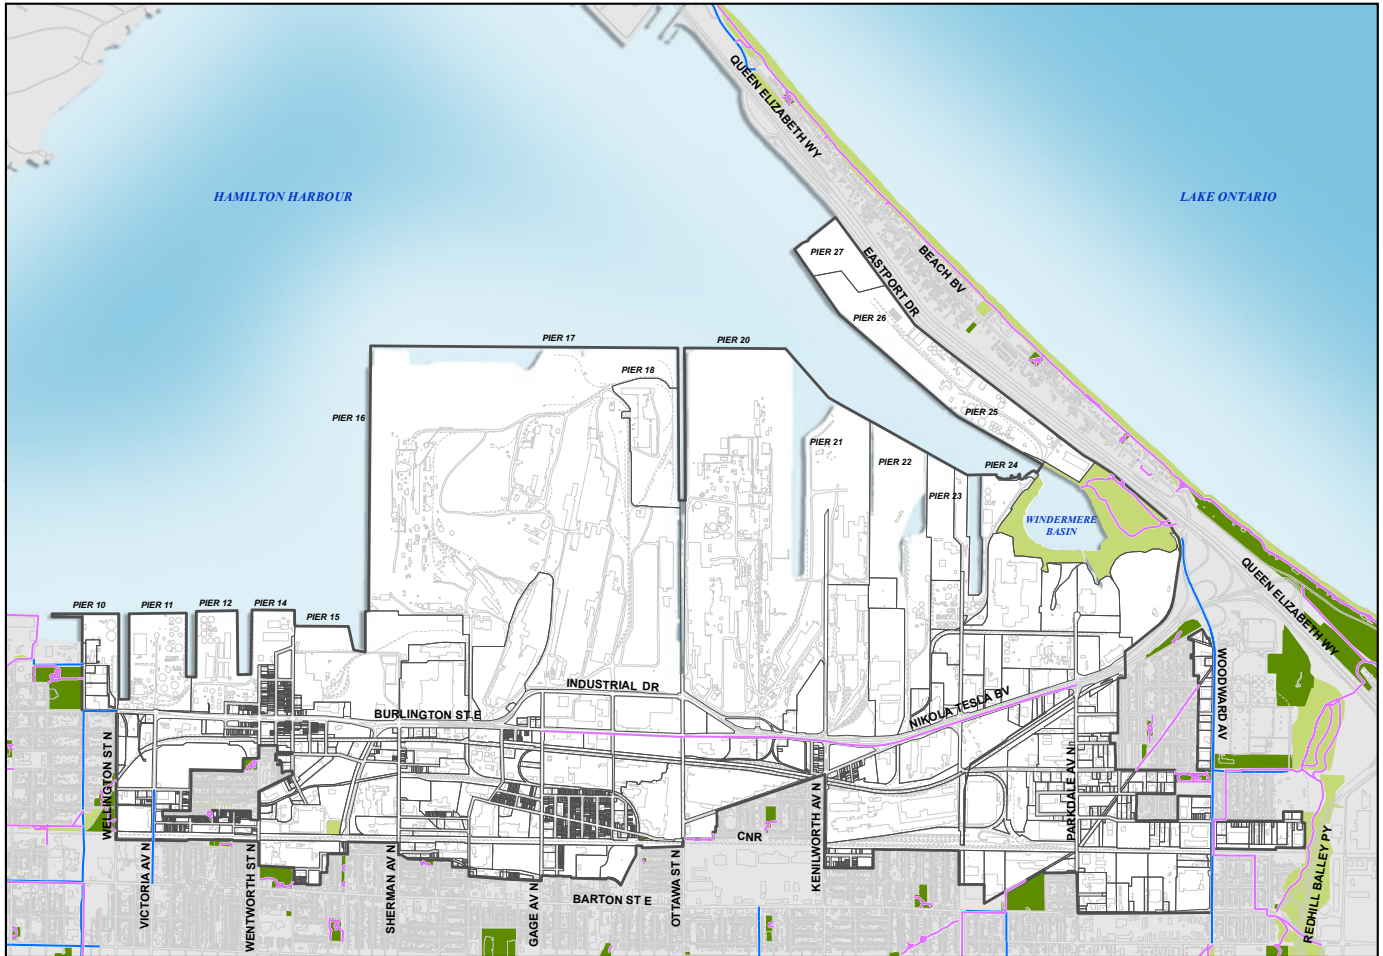 QUEEN ELIZABETH WY
HAMILTON HARBOUR
LAKE ONTARIO
PIER 27
EASTPORT DR
BEACH BV
PIER 26
PIER 17
PIER 20
PIER 18
PIER 16
PIER 25
PIER 21
PIER 22
PIER 24
PIER 23
WINDERMERE
BASIN
QUEEN ELIZABETH WY
PIER 10
PIER 11
PIER 12
PIER 14
PIER 15
INDUSTRIAL DR
BURLINGTON ST E
NIKOLA TESLA BV
WOODWARD AV
WELLINGTON ST N
PARKDALE AV N
CNR
KENILWORTH AV N
VICTORIA AV N
WENTWORTH ST N
SHERMAN AV N
GAGE AV N
OTTAWA ST N
BARTON ST E
REDHILL BALLEY PY